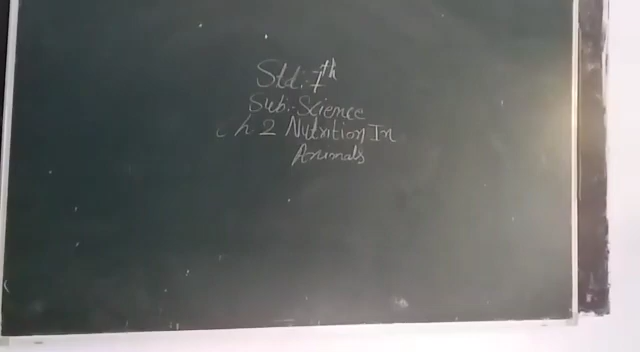 Std:- 7th
Sub:- Science
Ch 2 Nutrition In
Animals